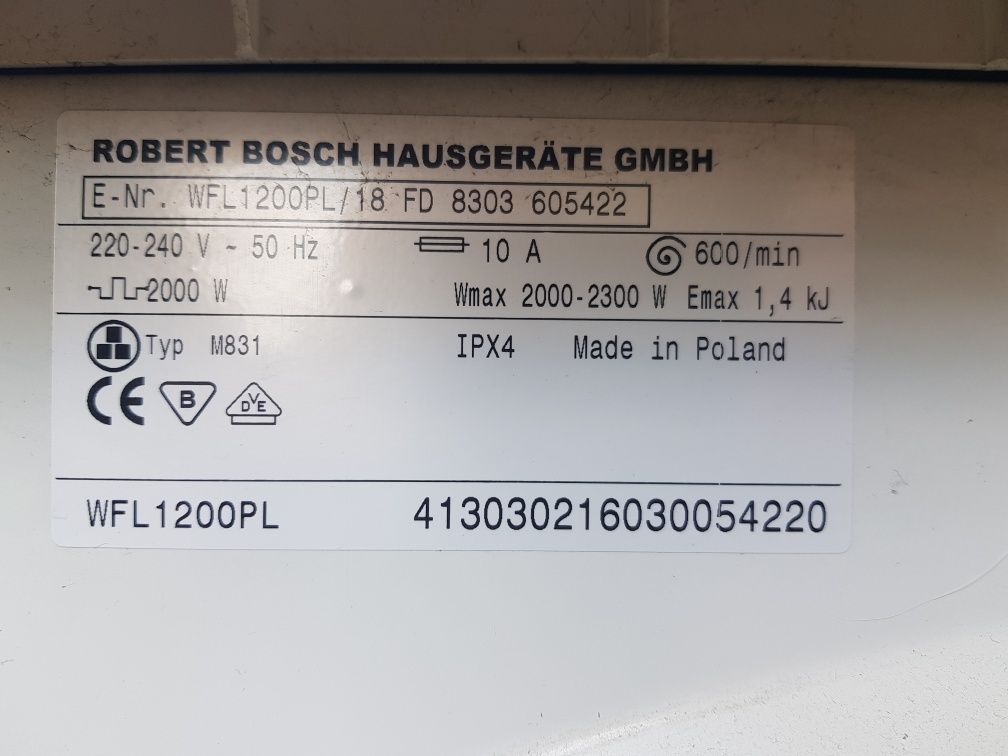 ROBERT BOSCH HAUSGERÄTE GMBH
E-Nr. WFL1200PL/18 FD 8303 605422
220-240 V ~ 50 Hz 10 A 600/min
2000 W Wmax 2000-2300 W Emax 1,4 kJ
Typ M831 IPX4 Made in Poland
CE B DVE
WFL1200PL 413030216030054220